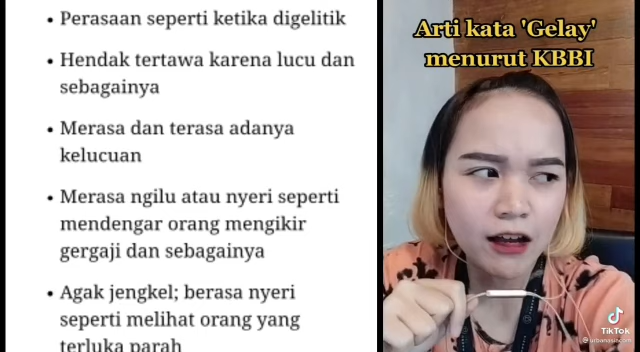 • Perasaan seperti ketika digelitik
• Hendak tertawa karena lucu dan
sebagainya
• Merasa dan terasa adanya
kelucuan
• Merasa ngilu atau nyeri seperti
mendengar orang mengikir
gergaji dan sebagainya
• Agak jengkel; berasa nyeri
seperti melihat orang yang
terluka parah
Arti kata 'Gelay'
menurut KBBI
TikTok